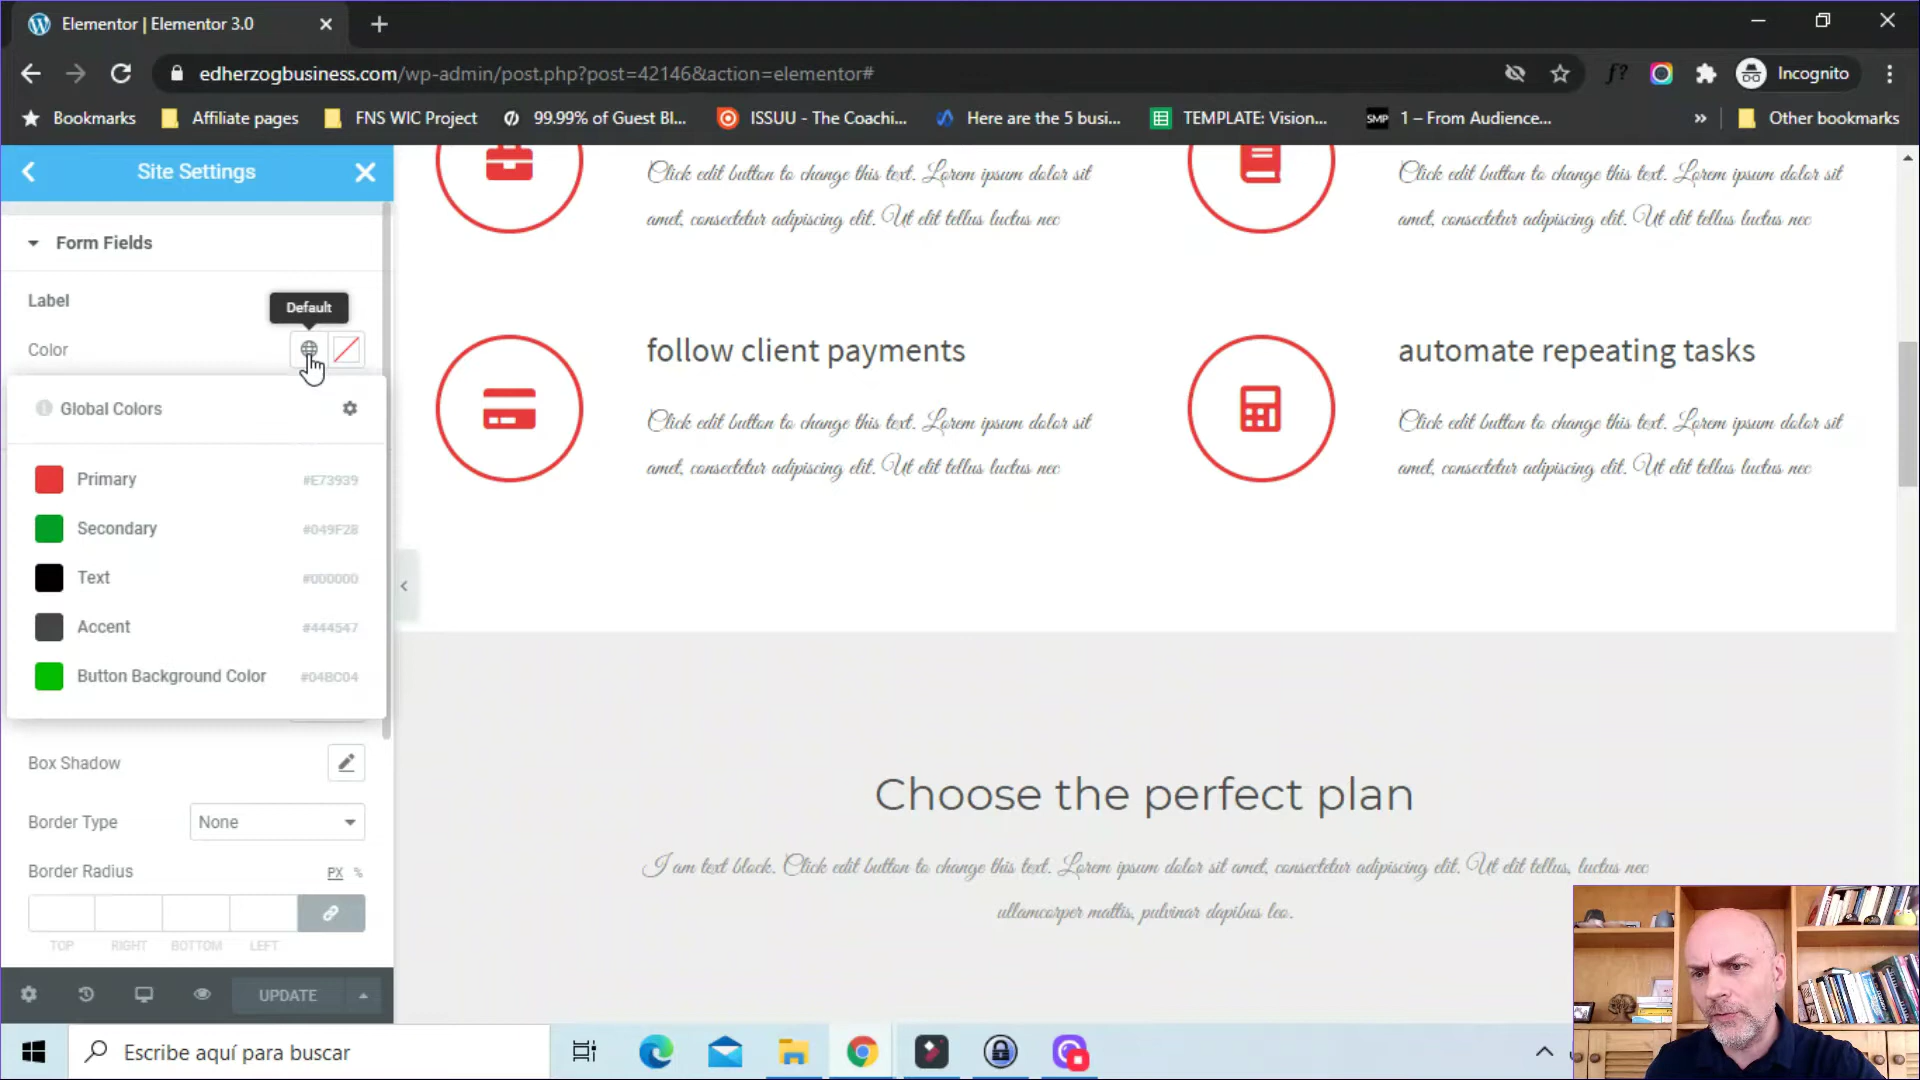 Elementor | Elementor 3.0
edherzogbusiness.com/wp-admin/post.php?post=42146&action=elementor#
f?
Incognito
Bookmarks
Affiliate pages
FNS WIC Project
99.99% of Guest Bl...
ISSUU - The Coachi...
Here are the 5 busi...
TEMPLATE: Vision...
SMP
1 – From Audience...
»
Other bookmarks
Site Settings
Form Fields
Label
Default
Color
Global Colors
Primary #E73939
Secondary #049F28
Text #000000
Accent #444547
Button Background Color #04BC04
Box Shadow
Border Type None
Border Radius PX %
TOP RIGHT BOTTOM LEFT
UPDATE
Click edit button to change this text. Lorem ipsum dolor sit
amet, consectetur adipiscing elit. Ut elit tellus luctus nec
Click edit button to change this text. Lorem ipsum dolor sit
amet, consectetur adipiscing elit. Ut elit tellus luctus nec
follow client payments
Click edit button to change this text. Lorem ipsum dolor sit
amet, consectetur adipiscing elit. Ut elit tellus luctus nec
automate repeating tasks
Click edit button to change this text. Lorem ipsum dolor sit
amet, consectetur adipiscing elit. Ut elit tellus luctus nec
Choose the perfect plan
I am text block. Click edit button to change this text. Lorem ipsum dolor sit amet, consectetur adipiscing elit. Ut elit tellus, luctus nec
ullamcorper mattis, pulvinar dapibus leo.
Escribe aquí para buscar